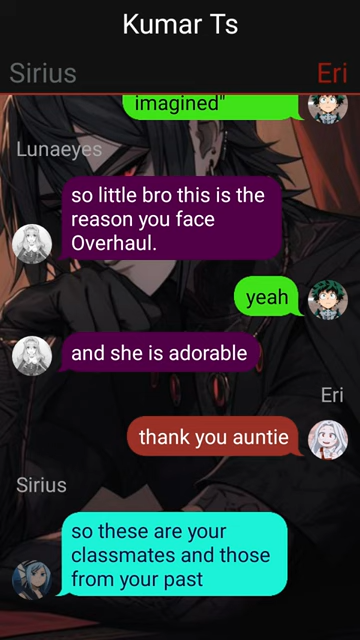 Kumar Ts
Sirius
Eri
imagined"
Lunaeyes
so little bro this is the
reason you face
Overhaul.
yeah
and she is adorable
Eri
thank you auntie
Sirius
so these are your
classmates and those
from your past